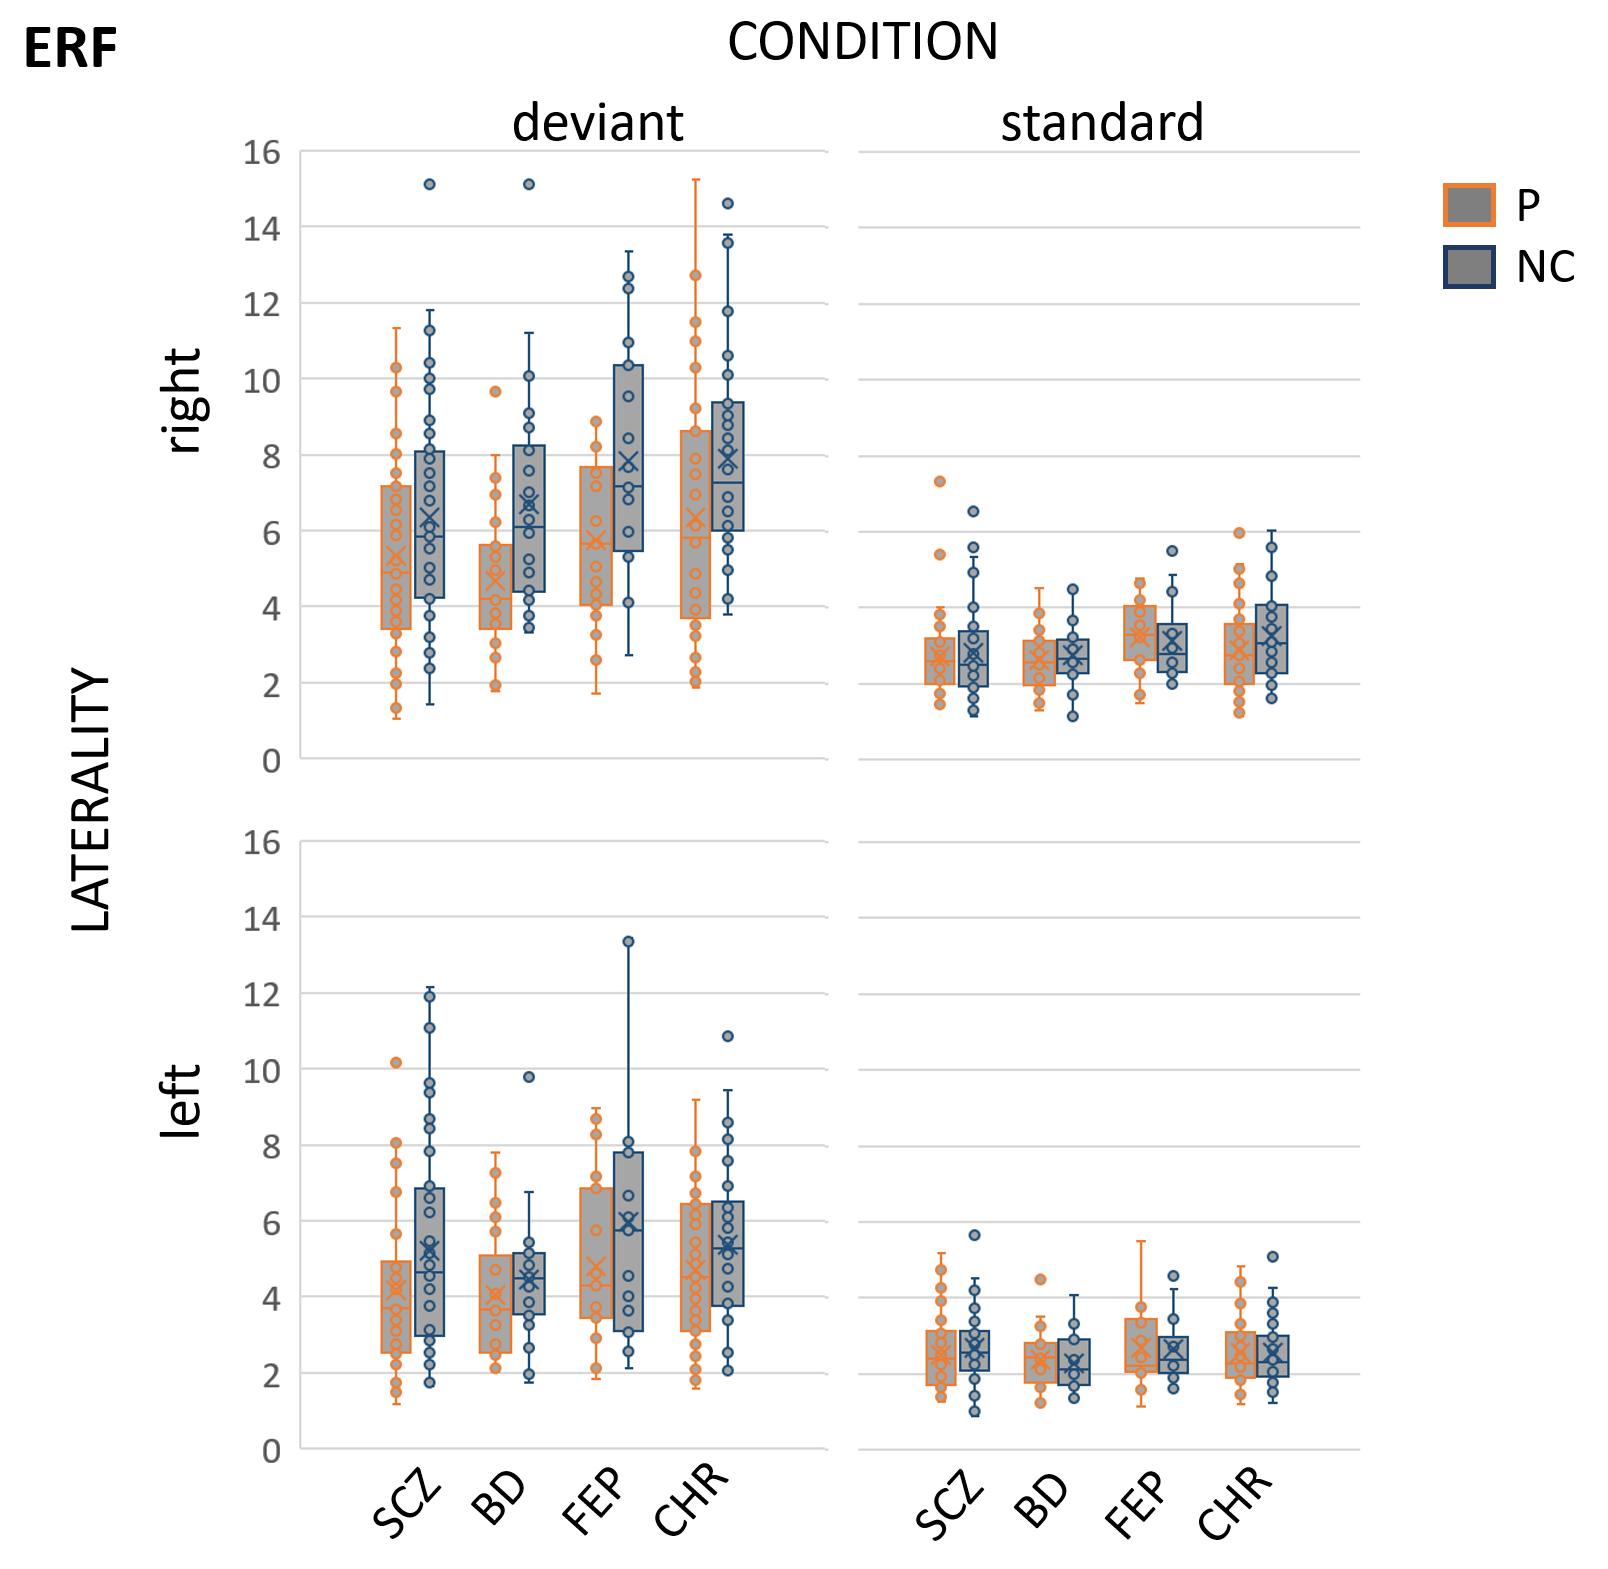 ERF
CONDITION
deviant
standard
P
NC
LATERALITY
right
16
14
12
10
8
6
4
2
0
left
16
14
12
10
8
6
4
2
0
SCZ
BD
FEP
CHR
SCZ
BD
FEP
CHR